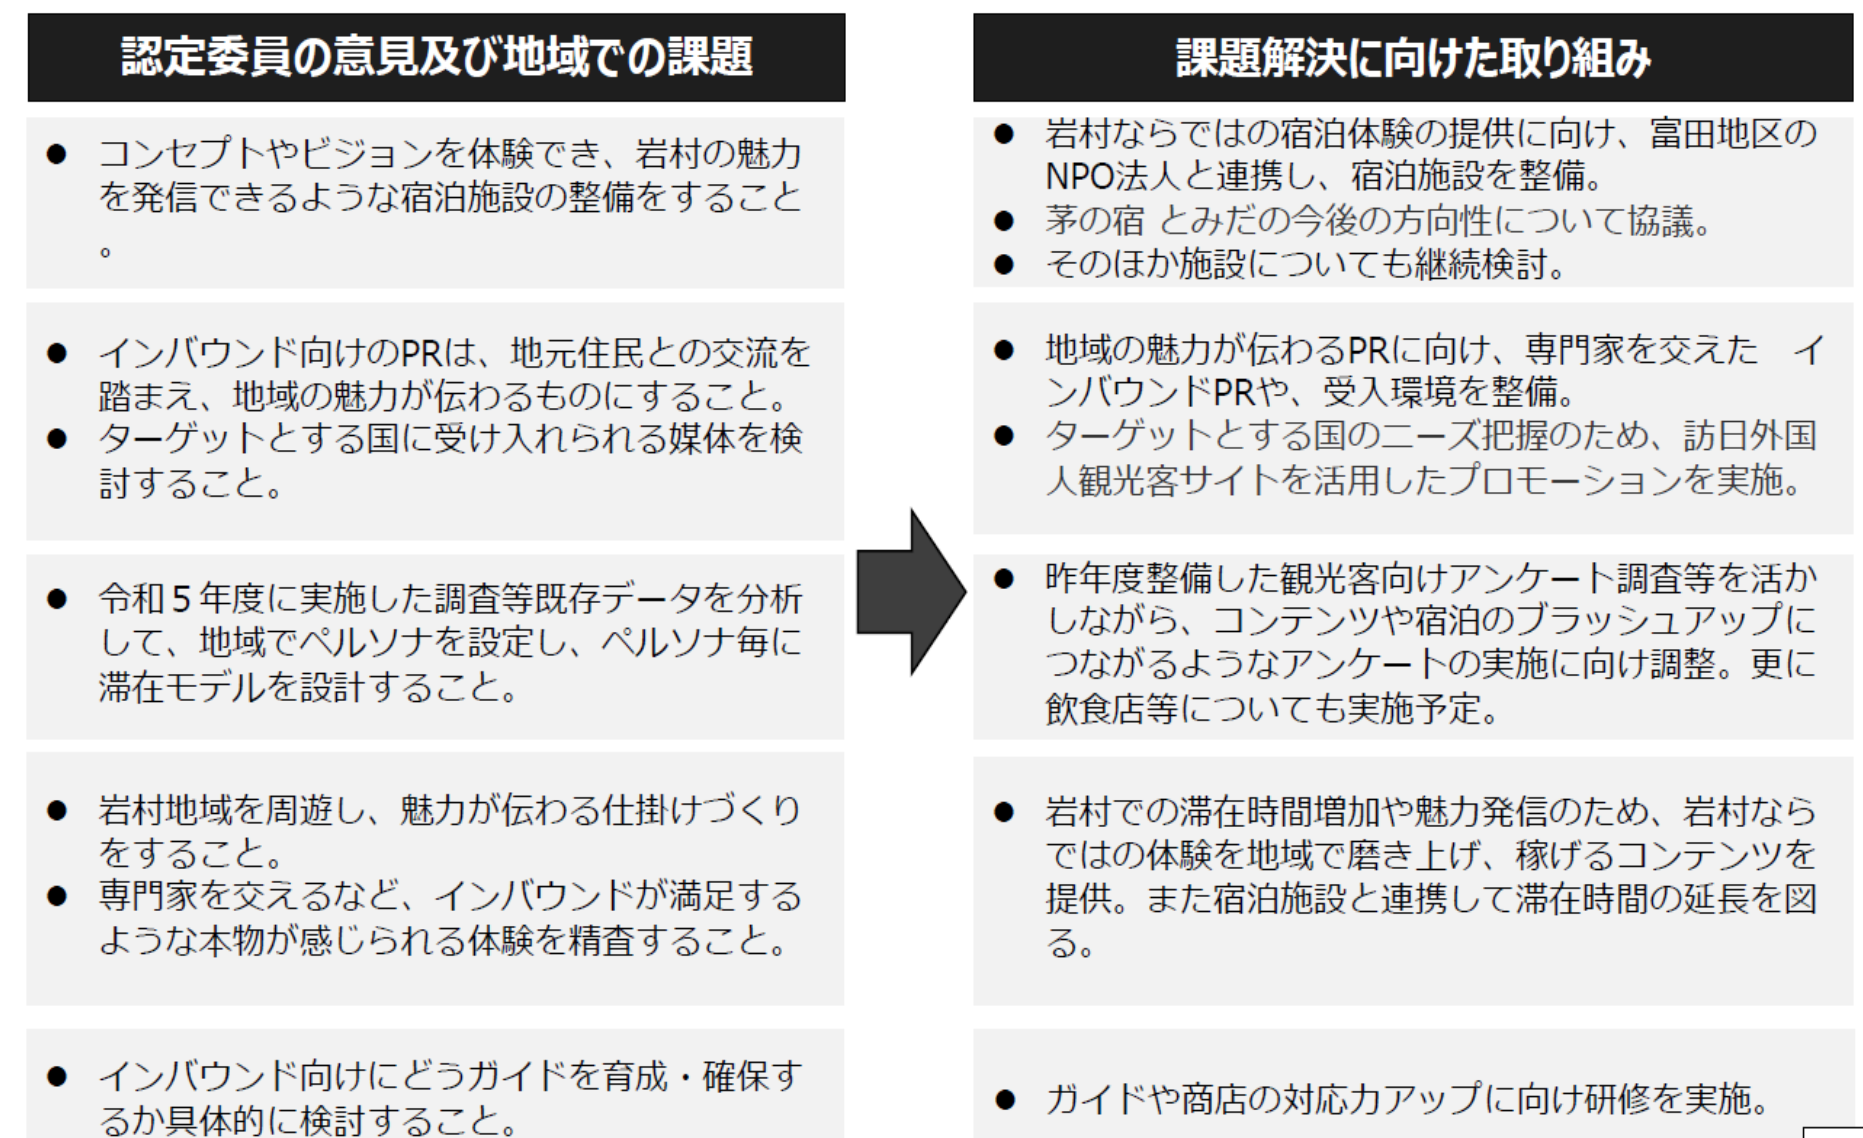 認定委員の意見及び地域での課題
● コンセプトやビジョンを体験でき、岩村の魅力
を発信できるような宿泊施設の整備をすること
。
● インバウンド向けのPRは、地元住民との交流を
踏まえ、地域の魅力が伝わるものにすること。
● ターゲットとする国に受け入れられる媒体を検
討すること。
● 令和5年度に実施した調査等既存データを分析
して、地域でペルソナを設定し、ペルソナ毎に
滞在モデルを設計すること。
● 岩村地域を周遊し、魅力が伝わる仕掛けづくり
をすること。
● 専門家を交えるなど、インバウンドが満足する
ような本物が感じられる体験を精査すること。
● インバウンド向けにどうガイドを育成・確保す
るか具体的に検討すること。
課題解決に向けた取り組み
● 岩村ならではの宿泊体験の提供に向け、富田地区の
NPO法人と連携し、宿泊施設を整備。
● 茅の宿 とみだの今後の方向性について協議。
● そのほか施設についても継続検討。
● 地域の魅力が伝わるPRに向け、専門家を交えた　イ
ンバウンドPRや、受入環境を整備。
● ターゲットとする国のニーズ把握のため、訪日外国
人観光客サイトを活用したプロモーションを実施。
● 昨年度整備した観光客向けアンケート調査等を活か
しながら、コンテンツや宿泊のブラッシュアップに
つながるようなアンケートの実施に向け調整。更に
飲食店等についても実施予定。
● 岩村での滞在時間増加や魅力発信のため、岩村なら
ではの体験を地域で磨き上げ、稼げるコンテンツを
提供。また宿泊施設と連携して滞在時間の延長を図
る。
● ガイドや商店の対応力アップに向け研修を実施。